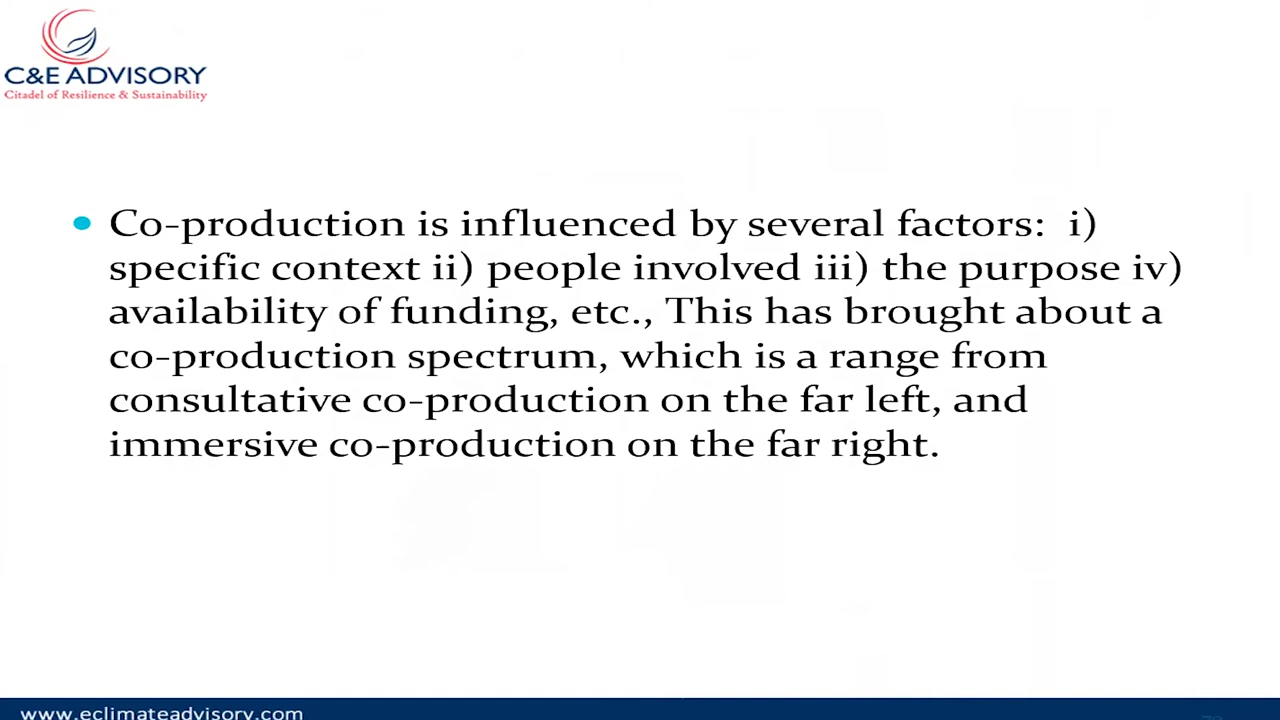 C&E ADVISORY
Citadel of Resilience & Sustainability
• Co-production is influenced by several factors: i)
specific context ii) people involved iii) the purpose iv)
availability of funding, etc., This has brought about a
co-production spectrum, which is a range from
consultative co-production on the far left, and
immersive co-production on the far right.
www.eclimateadvisory.com